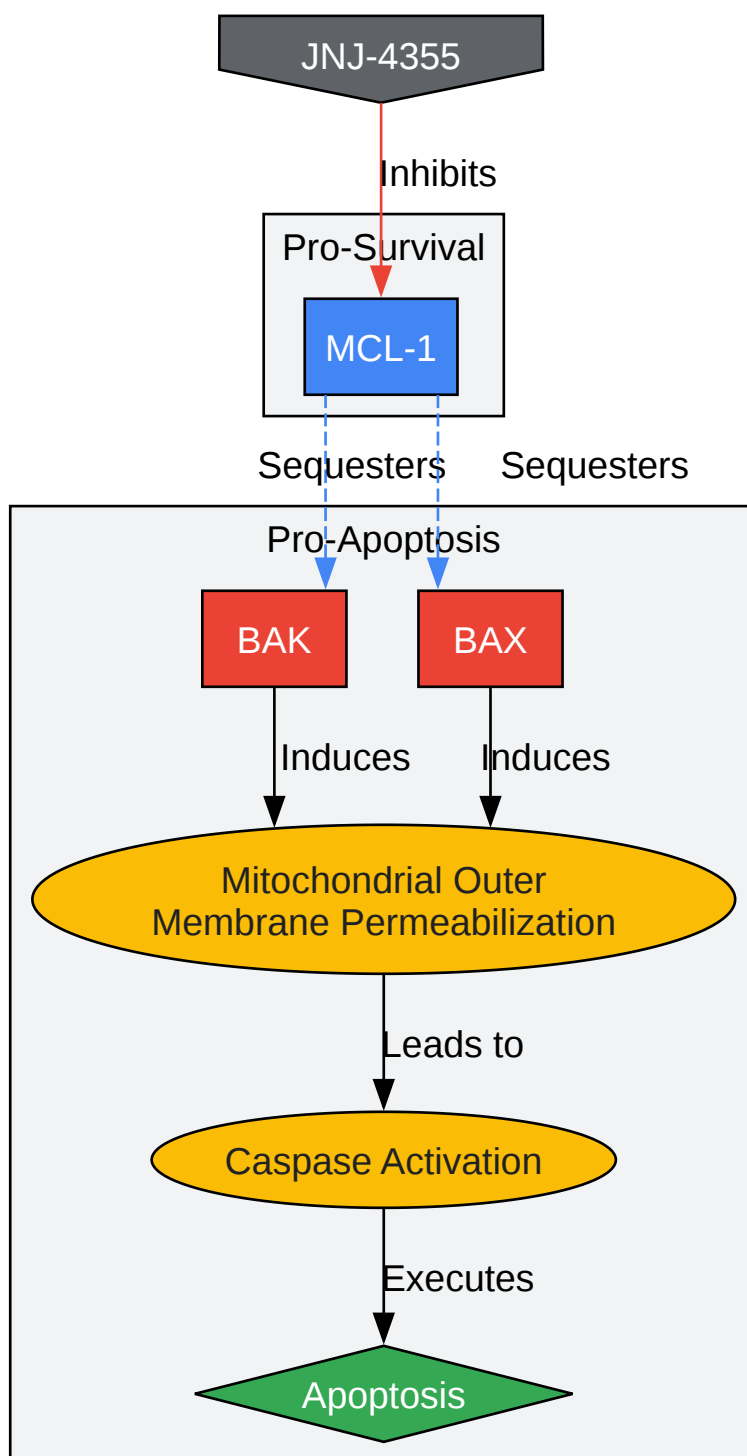 JNJ-4355
Inhibits
Pro-Survival
MCL-1
Sequesters
Sequesters
Pro-Apoptosis
BAK
BAX
Induces
Induces
Mitochondrial Outer
Membrane Permeabilization
Leads to
Caspase Activation
Executes
Apoptosis